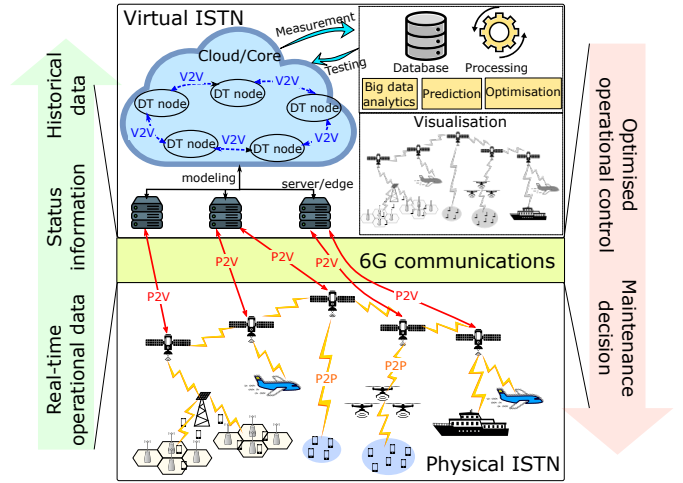 Virtual ISTN
Measurement
Testing
Cloud/Core
V2V
V2V
DT node
DT node
DT node
V2V
V2V
V2V
DT node
DT node
Database
Processing
Big data
analytics
Prediction
Optimisation
Visualisation
modeling
server/edge
6G communications
P2V
P2V
P2V
P2V
P2V
P2P
P2P
Physical ISTN
Historical
data
Status
information
Real-time
operational data
Optimised
operational control
Maintenance
decision